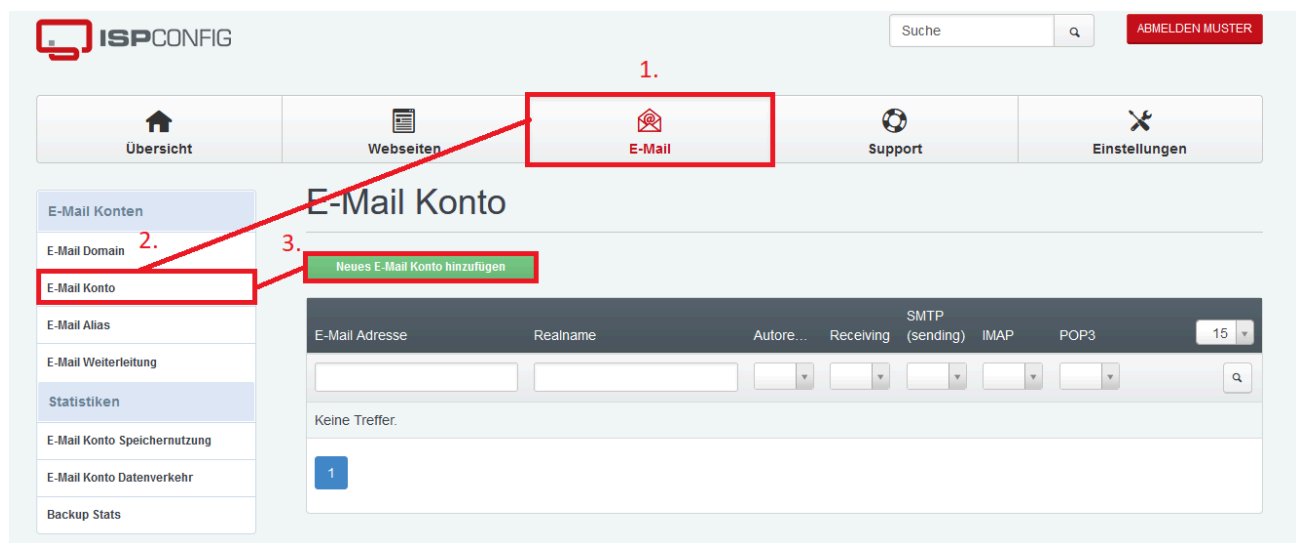 ISPCONFIG
Suche
ABMELDEN MUSTER
1.
Übersicht
Webseiten
E-Mail
Support
Einstellungen
E-Mail Konten
E-Mail Domain
2.
E-Mail Konto
E-Mail Alias
E-Mail Weiterleitung
Statistiken
E-Mail Konto Speichernutzung
E-Mail Konto Datenverkehr
Backup Stats
E-Mail Konto
3.
Neues E-Mail Konto hinzufügen
E-Mail Adresse
Realname
Autore...
Receiving
SMTP
(sending)
IMAP
POP3
15
Keine Treffer.
1